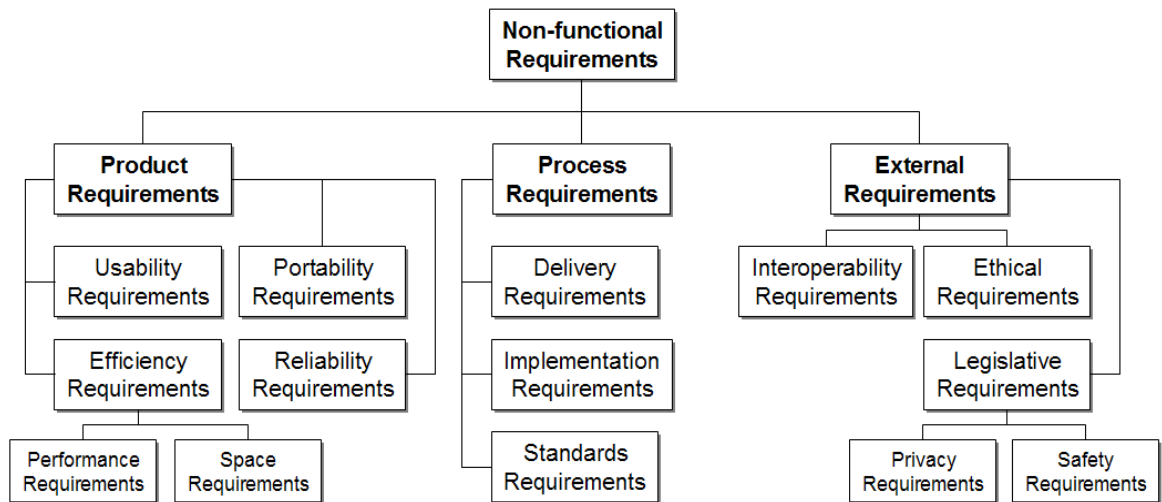 Non-functional
Requirements
Product
Requirements
Process
Requirements
External
Requirements
Usability
Requirements
Portability
Requirements
Delivery
Requirements
Interoperability
Requirements
Ethical
Requirements
Efficiency
Requirements
Reliability
Requirements
Implementation
Requirements
Legislative
Requirements
Performance
Requirements
Space
Requirements
Standards
Requirements
Privacy
Requirements
Safety
Requirements